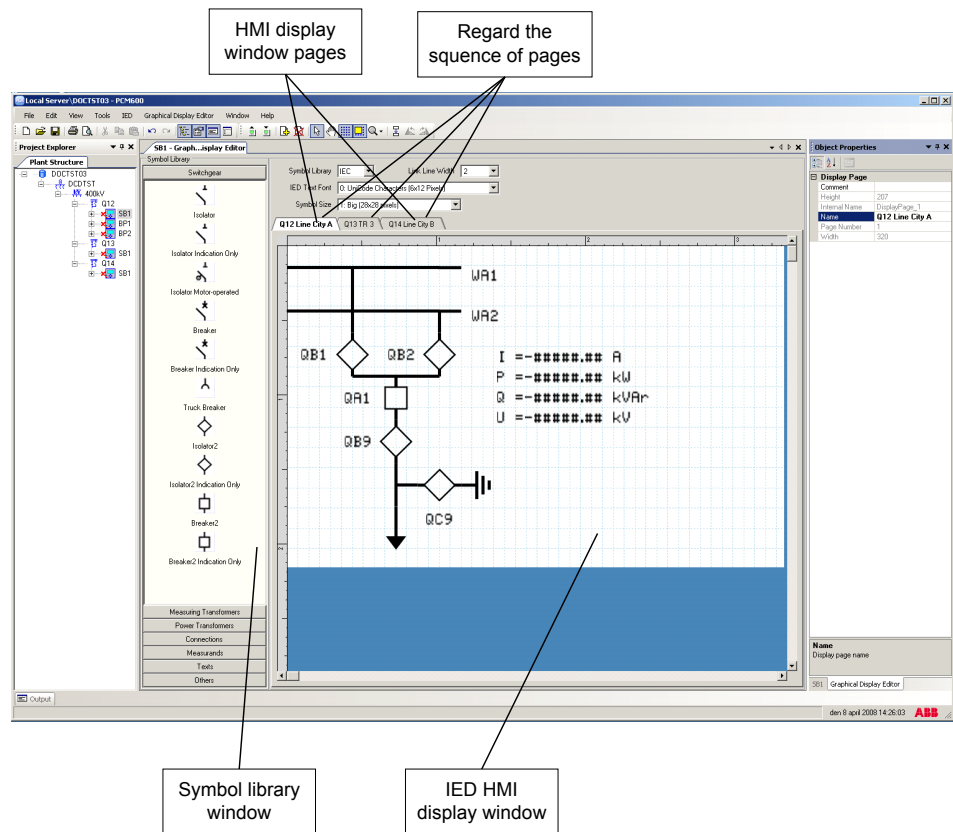 HMI display
window pages
Regard the
squence of pages
Local Server\DOCTST03 - PCM600
File Edit View Tools IED Graphical Display Editor Window Help
Project Explorer
Plant Structure
DOCTST03
DCDTST
400kV
Q12
SB1
BP1
BP2
Q13
SB1
Q14
SB1
SB1 - Graph...isplay Editor
Symbol Library
Switchgear
Isolator
Isolator Indication Only
Isolator Motor-operated
Breaker
Breaker Indication Only
Truck Breaker
Isolator2
Isolator2 Indication Only
Breaker2
Breaker2 Indication Only
Measuring Transformers
Power Transformers
Connections
Measurands
Texts
Others
Symbol Library IEC Link Line Width 2
IED Text Font 0: UniCode Characters (6x12 Pixels)
Symbol Size 1: Big (28x28 pixels)
Q12 Line City A Q13 TR 3 Q14 Line City B
1 2 3
1
2
WA1
WA2
QB1 QB2
QA1
QB9
QC9
I =-#####.## A
P =-#####.## kW
Q =-#####.## kVAr
U =-#####.## kV
Object Properties
Display Page
Comment
Height 207
Internal Name DisplayPage_1
Name Q12 Line City A
Page Number 1
Width 320
Name
Display page name
SB1 Graphical Display Editor
Output
den 8 april 2008 14:26:03 ABB
Symbol library
window
IED HMI
display window